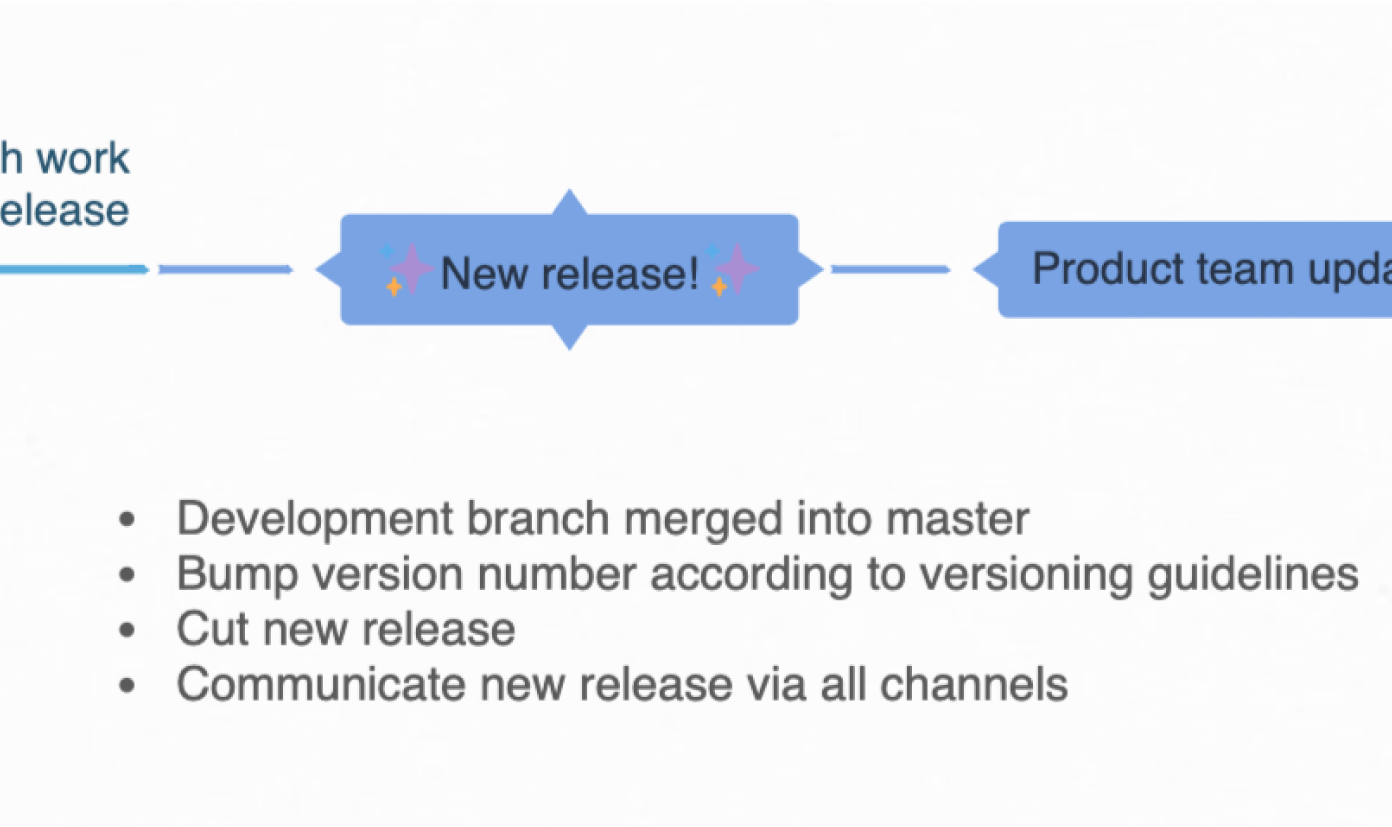 h work
elease
✨New release!✨
Product team upda
Development branch merged into master
Bump version number according to versioning guidelines
Cut new release
Communicate new release via all channels